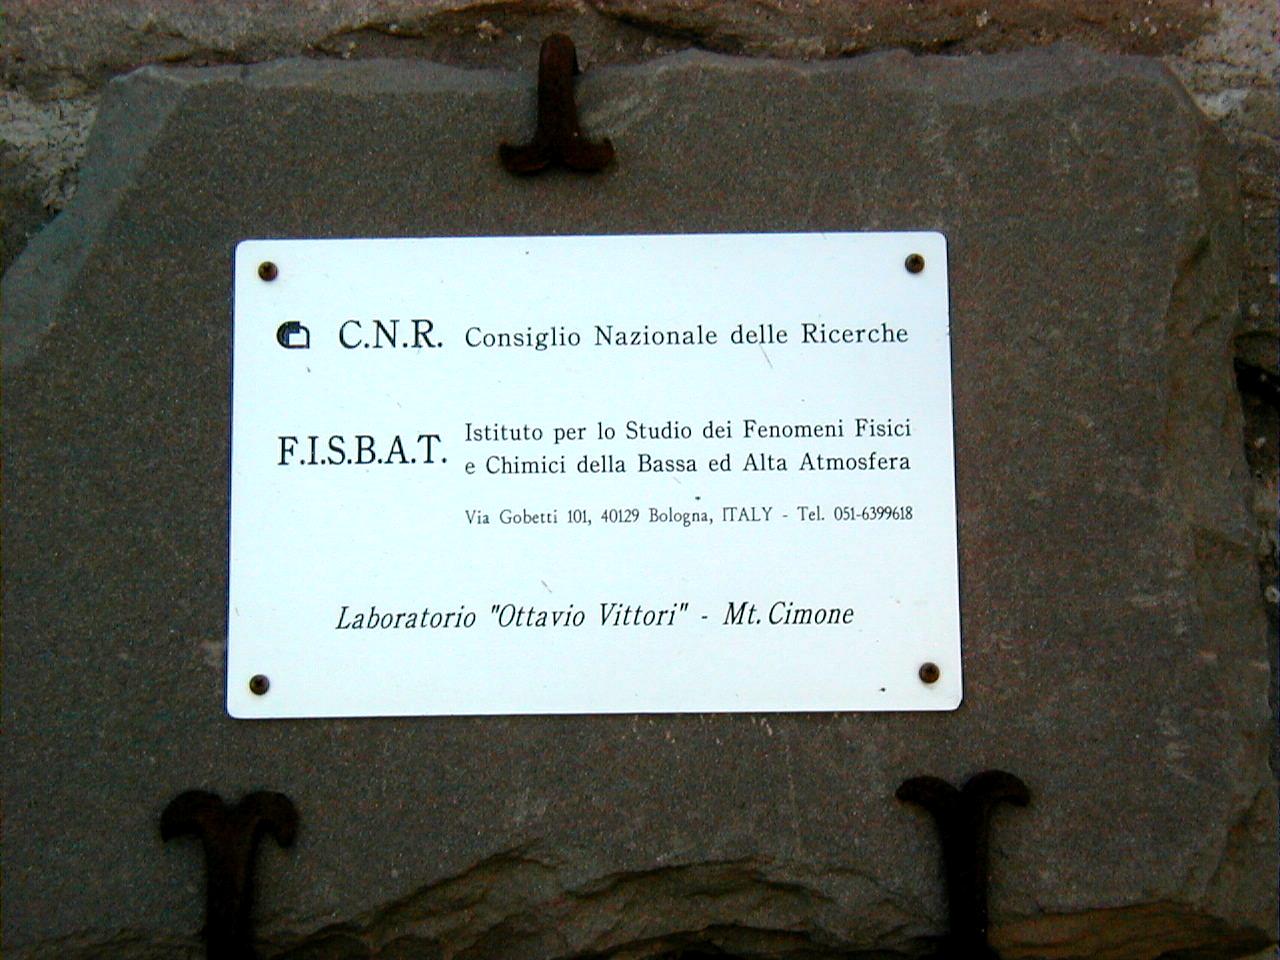 C.N.R. Consiglio Nazionale delle Ricerche
F.I.S.B.A.T. Istituto per lo Studio dei Fenomeni Fisici
e Chimici della Bassa ed Alta Atmosfera
Via Gobetti 101, 40129 Bologna, ITALY - Tel. 051-6399618
Laboratorio "Ottavio Vittori" - Mt. Cimone